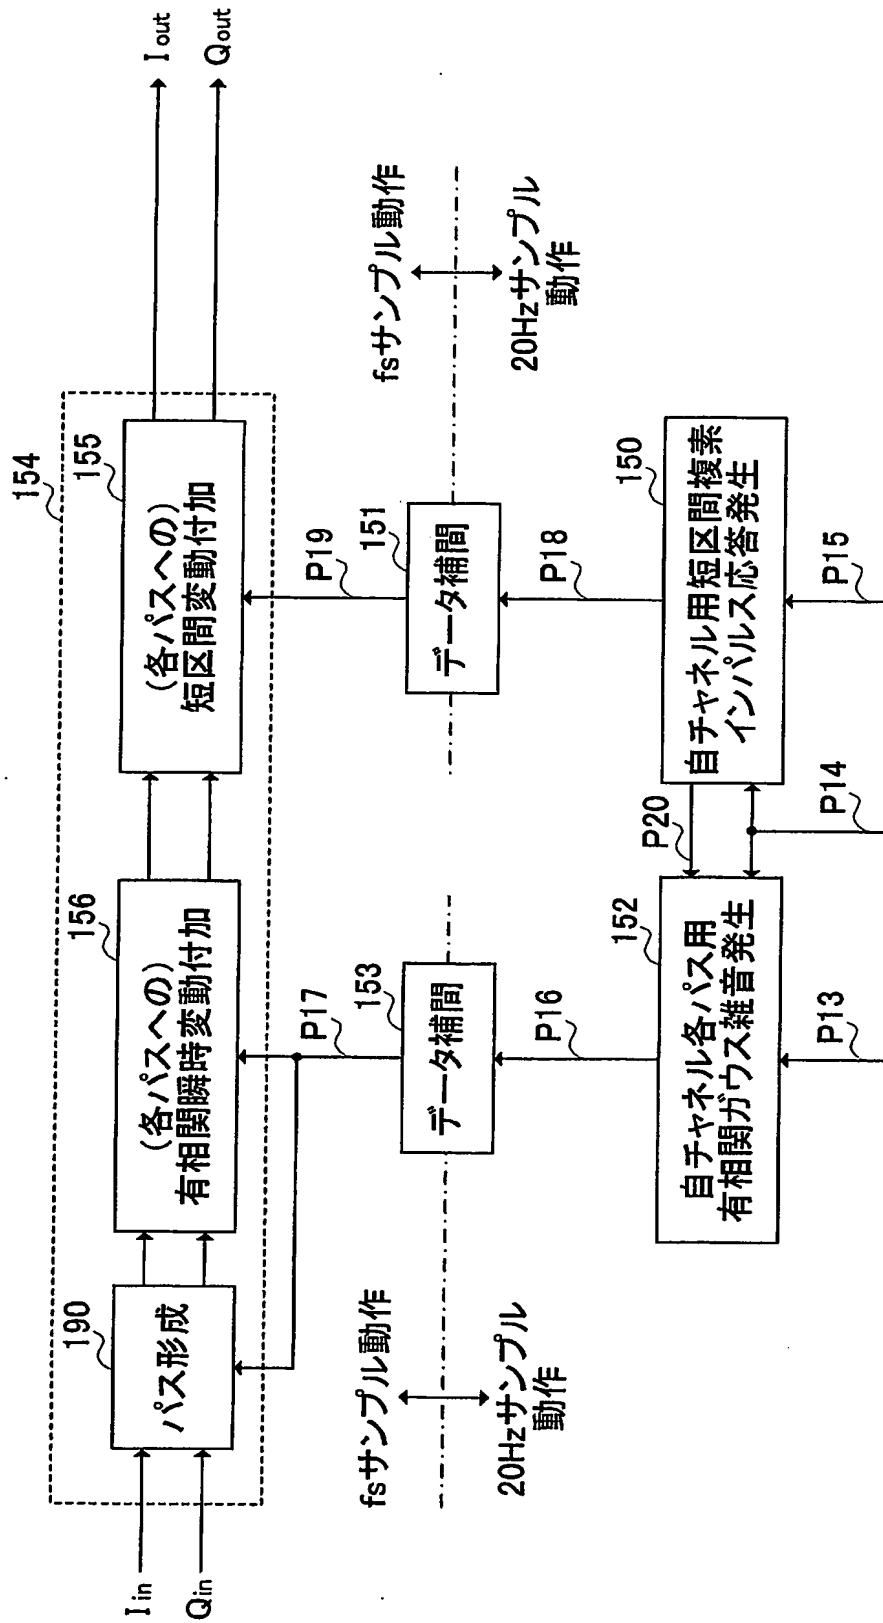 154
190
156
155
Iin
Qin
パス形成
(各パスへの)
有相関瞬時変動付加
(各パスへの)
短区間変動付加
Iout
Qout
P17
P19
fsサンプル動作
20Hzサンプル
動作
153
データ補間
151
データ補間
fsサンプル動作
20Hzサンプル
動作
P16
P18
152
自チャネル各パス用
有相関ガウス雑音発生
P20
150
自チャネル用短区間複素
インパルス応答発生
P13
P14
P15